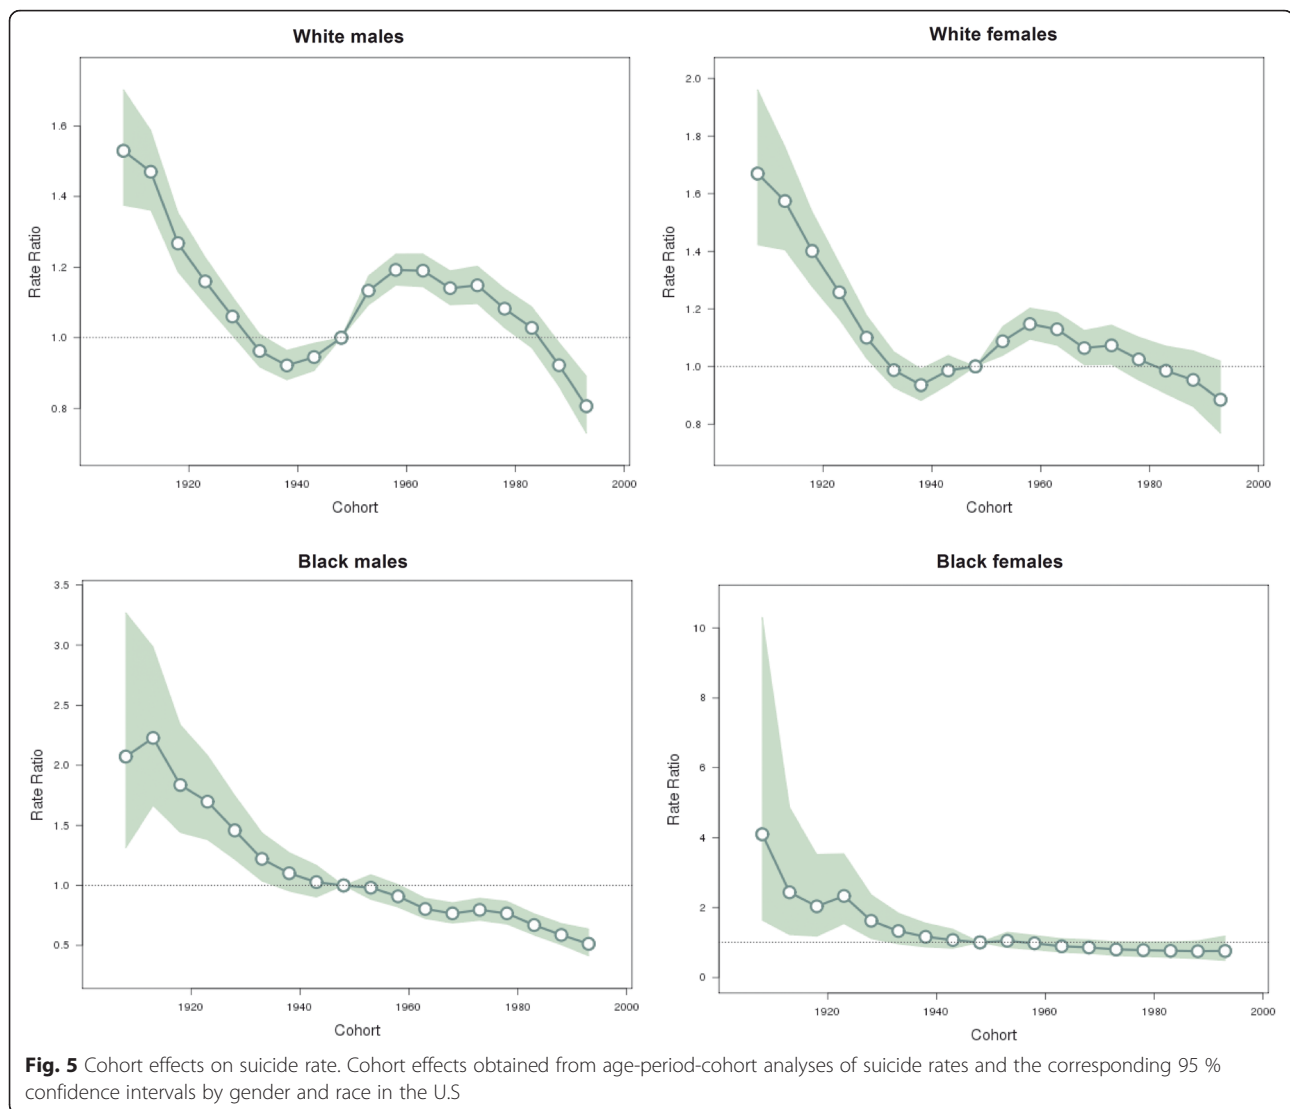 White males
1.6
1.4
1.2
1.0
0.8
Rate Ratio
1920 1940 1960 1980 2000
Cohort
White females
2.0
1.8
1.6
1.4
1.2
1.0
0.8
Rate Ratio
1920 1940 1960 1980 2000
Cohort
Black males
3.5
3.0
2.5
2.0
1.5
1.0
0.5
Rate Ratio
1920 1940 1960 1980 2000
Cohort
Black females
10
8
6
4
2
0
Rate Ratio
1920 1940 1960 1980 2000
Cohort
Fig. 5 Cohort effects on suicide rate. Cohort effects obtained from age-period-cohort analyses of suicide rates and the corresponding 95 %
confidence intervals by gender and race in the U.S